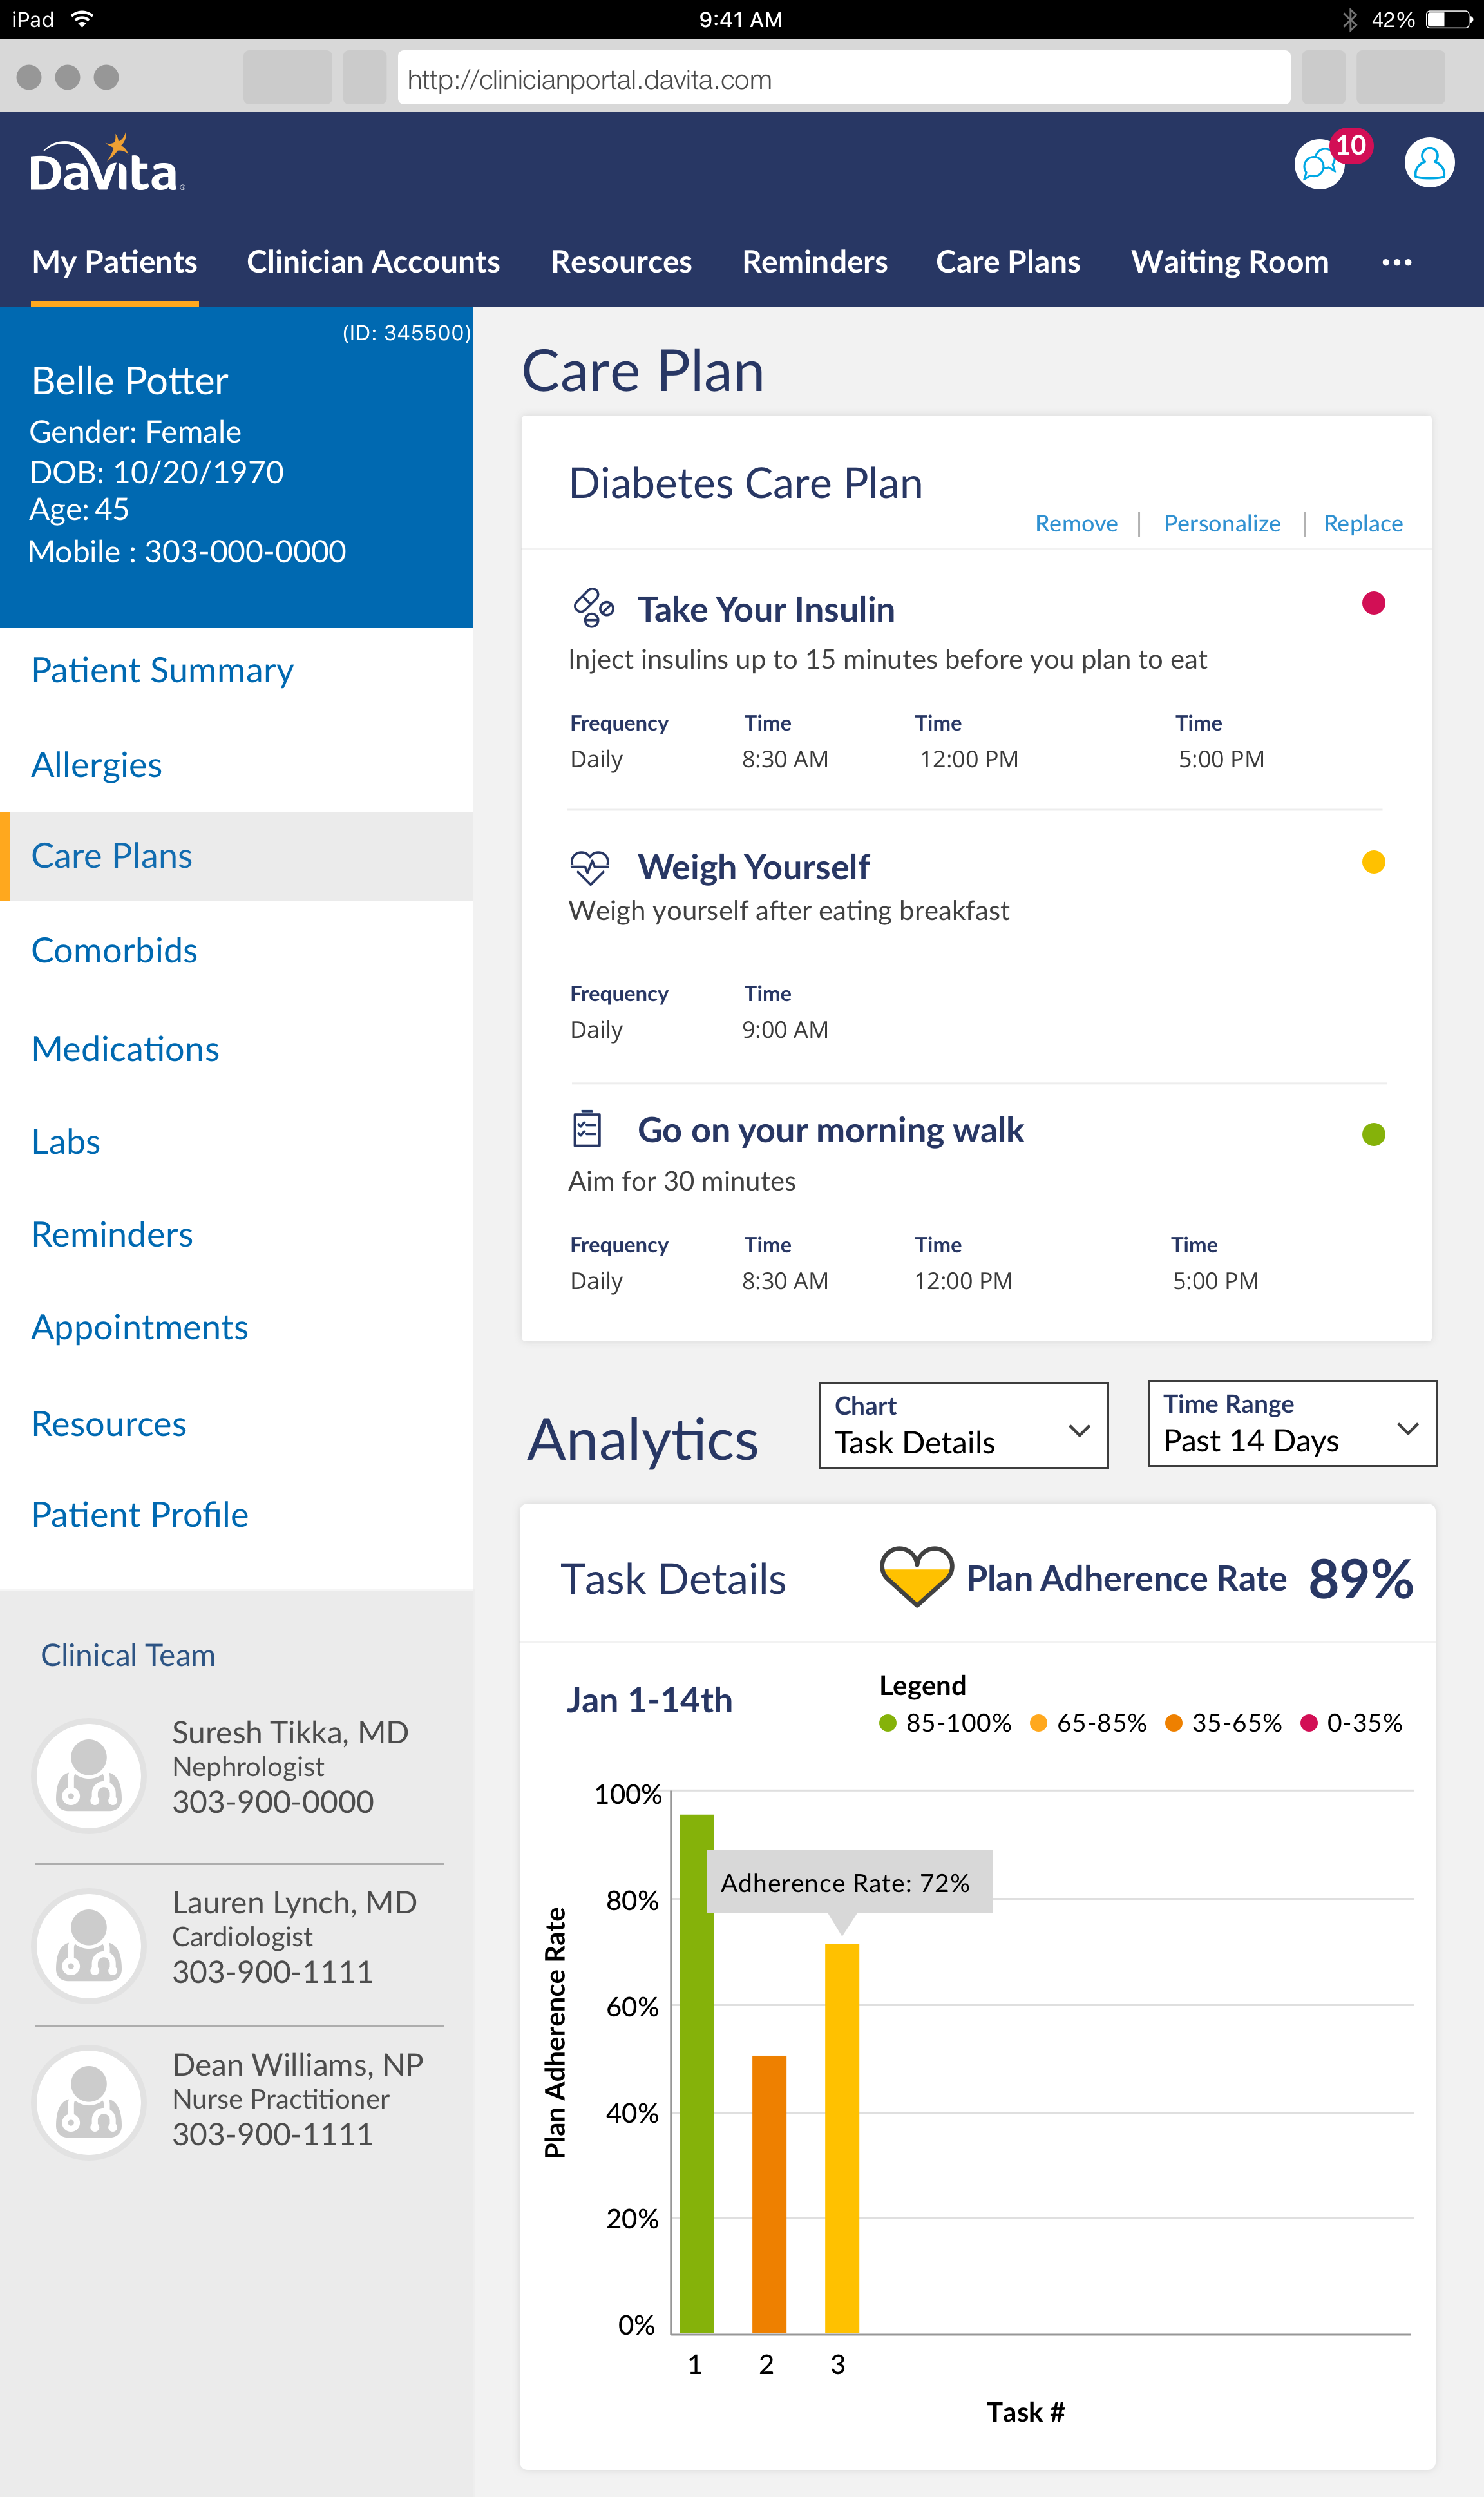 iPad 9:41 AM 42%
http://clinicianportal.davita.com
DaVita®
10
My Patients Clinician Accounts Resources Reminders Care Plans Waiting Room ...
(ID: 345500)
Belle Potter
Gender: Female
DOB: 10/20/1970
Age: 45
Mobile : 303-000-0000
Patient Summary
Allergies
Care Plans
Comorbids
Medications
Labs
Reminders
Appointments
Resources
Patient Profile
Clinical Team
Suresh Tikka, MD
Nephrologist
303-900-0000
Lauren Lynch, MD
Cardiologist
303-900-1111
Dean Williams, NP
Nurse Practitioner
303-900-1111
Care Plan
Diabetes Care Plan
Remove | Personalize | Replace
Take Your Insulin
Inject insulins up to 15 minutes before you plan to eat
Frequency Time Time Time
Daily 8:30 AM 12:00 PM 5:00 PM
Weigh Yourself
Weigh yourself after eating breakfast
Frequency Time
Daily 9:00 AM
Go on your morning walk
Aim for 30 minutes
Frequency Time Time Time
Daily 8:30 AM 12:00 PM 5:00 PM
Analytics
Chart
Task Details
Time Range
Past 14 Days
Task Details
Plan Adherence Rate 89%
Jan 1-14th
Legend
85-100% 65-85% 35-65% 0-35%
Plan Adherence Rate
100%
80%
60%
40%
20%
0%
Adherence Rate: 72%
1 2 3
Task #